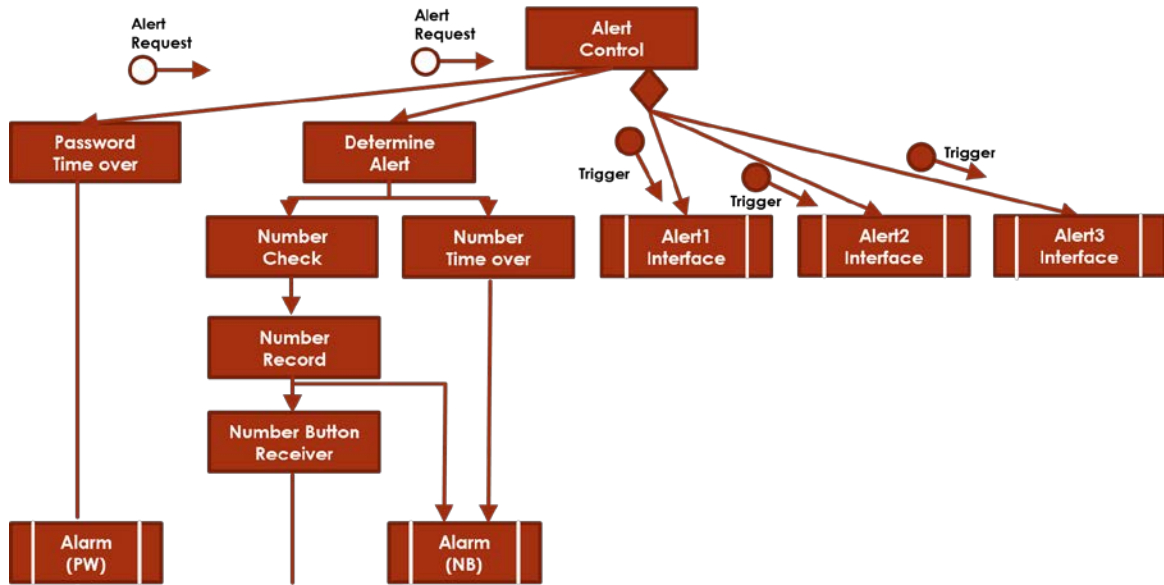 Alert
Request
Alert
Request
Alert
Control
Password
Time over
Determine
Alert
Trigger
Trigger
Trigger
Number
Check
Number
Time over
Alert1
Interface
Alert2
Interface
Alert3
Interface
Number
Record
Number Button
Receiver
Alarm
(PW)
Alarm
(NB)